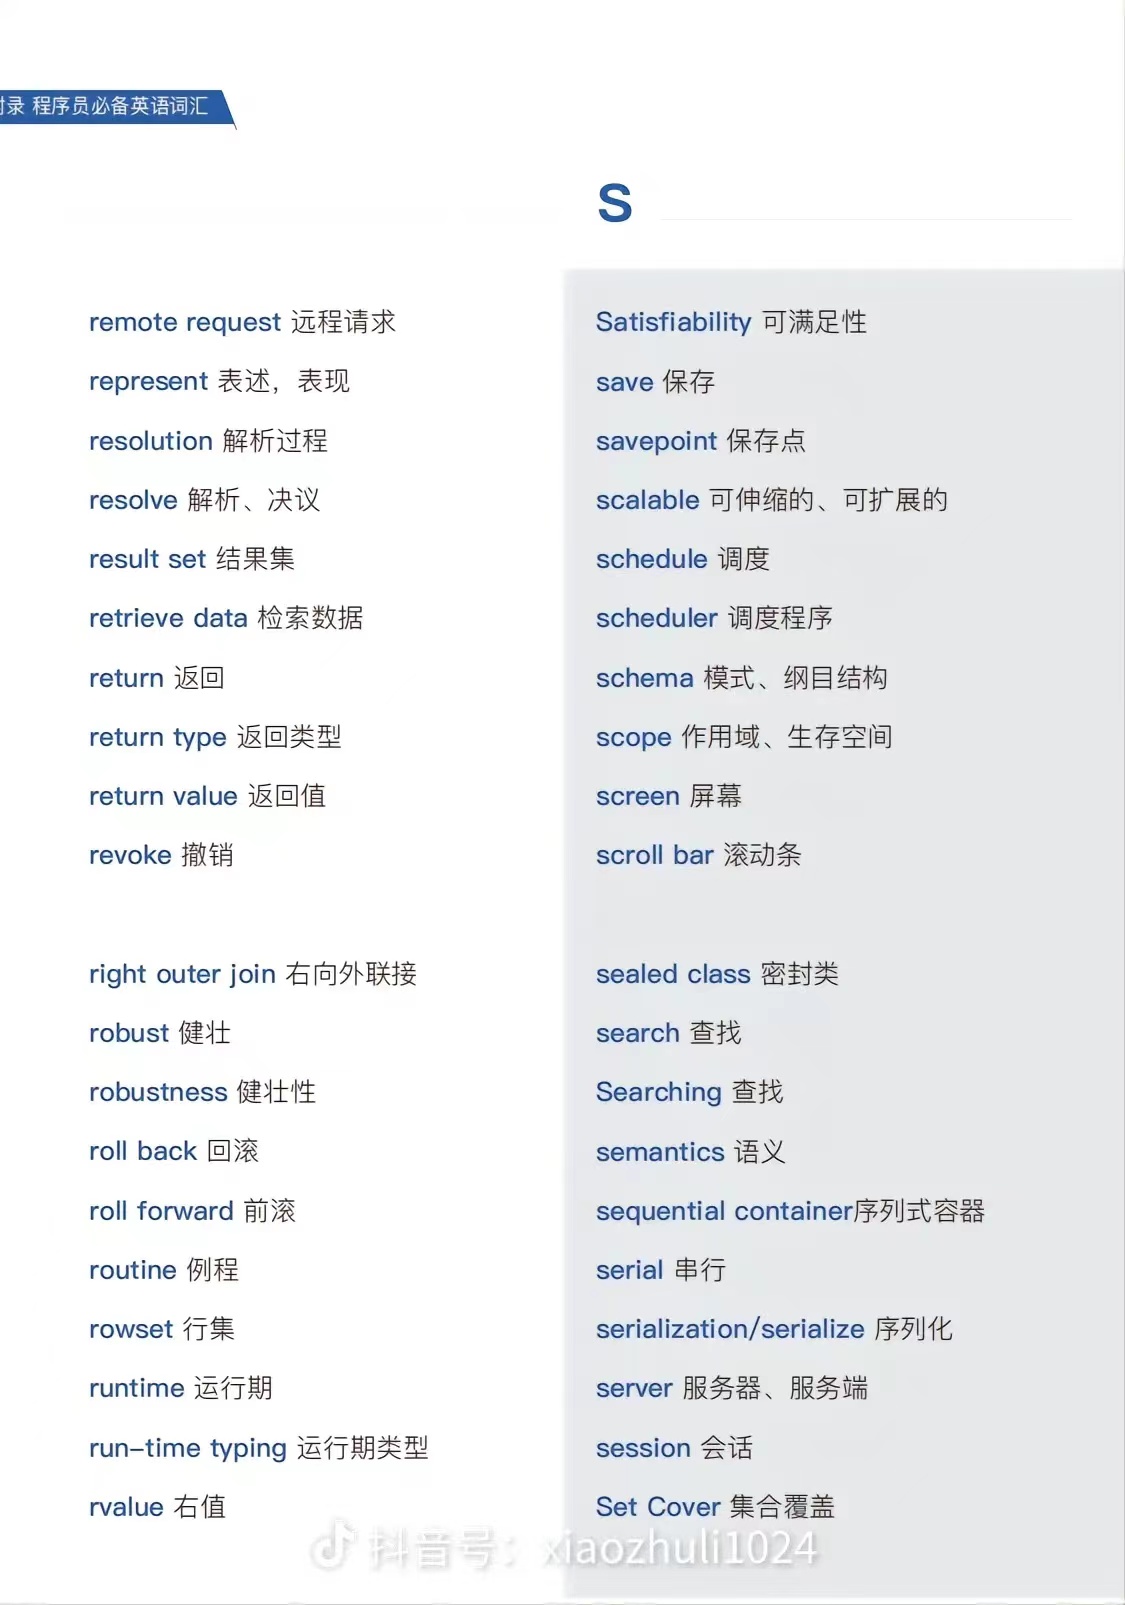 附录 程序员必备英语词汇
remote request 远程请求
represent 表述，表现
resolution 解析过程
resolve 解析、决议
result set 结果集
retrieve data 检索数据
return 返回
return type 返回类型
return value 返回值
revoke 撤销
right outer join 右向外联接
robust 健壮
robustness 健壮性
roll back 回滚
roll forward 前滚
routine 例程
rowset 行集
runtime 运行期
run-time typing 运行期类型
rvalue 右值
S
Satisfiability 可满足性
save 保存
savepoint 保存点
scalable 可伸缩的、可扩展的
schedule 调度
scheduler 调度程序
schema 模式、纲目结构
scope 作用域、生存空间
screen 屏幕
scroll bar 滚动条
sealed class 密封类
search 查找
Searching 查找
semantics 语义
sequential container序列式容器
serial 串行
serialization/serialize 序列化
server 服务器、服务端
session 会话
Set Cover 集合覆盖
抖音号：xiaozhuli1024